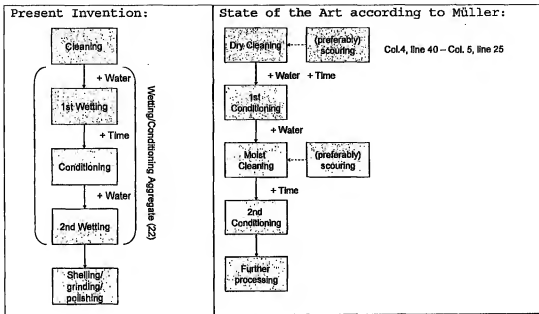 Present Invention:
Cleaning
+ Water
1st Wetting
+ Time
Conditioning
+ Water
2nd Wetting
Shelling/
grinding/
polishing
Wetting/Conditioning Aggregate (22)
State of the Art according to Müller:
Dry Cleaning
(preferably)
scouring
Col.4, line 40 – Col. 5, line 25
+ Water + Time
1st
Conditioning
+ Water
Moist
Cleaning
(preferably)
scouring
+ Time
2nd
Conditioning
Further
processing